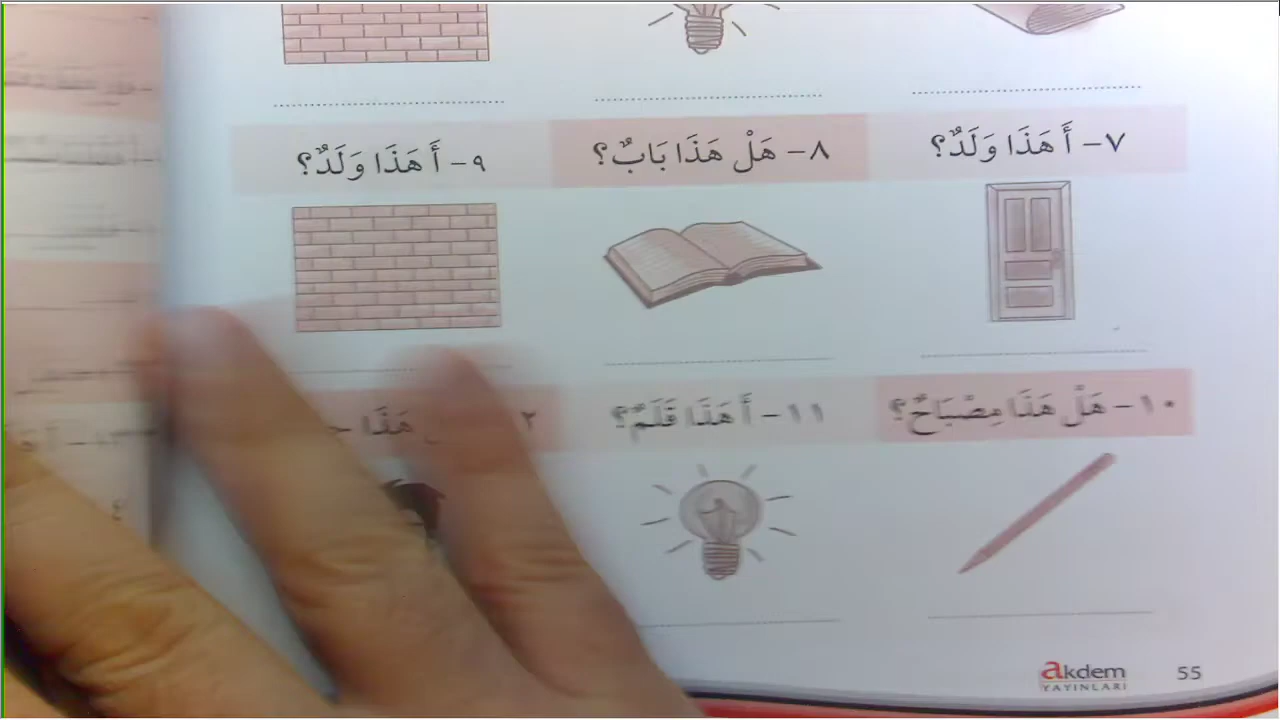 ٧- أَ هَذَا وَلَدٌ؟
٨- هَلْ هَذَا بَابٌ؟
٩- أَ هَذَا وَلَدٌ؟
١٠- هَلْ هَذَا مِصْبَاحٌ؟
١١- أَ هَذَا قَلَمٌ؟
هَذَا
akdem
YAYINLARI
55